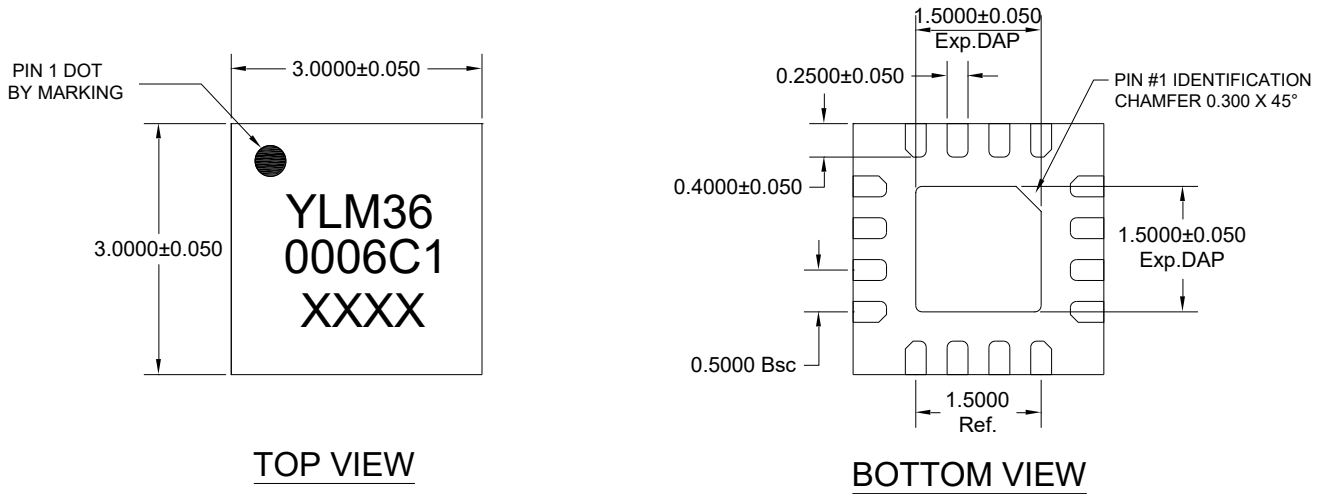 PIN 1 DOT
BY MARKING
3.0000±0.050
3.0000±0.050
YLM36
0006C1
XXXX
TOP VIEW
1.5000±0.050
Exp.DAP
0.2500±0.050
PIN #1 IDENTIFICATION
CHAMFER 0.300 X 45°
0.4000±0.050
1.5000±0.050
Exp.DAP
0.5000 Bsc
1.5000
Ref.
BOTTOM VIEW